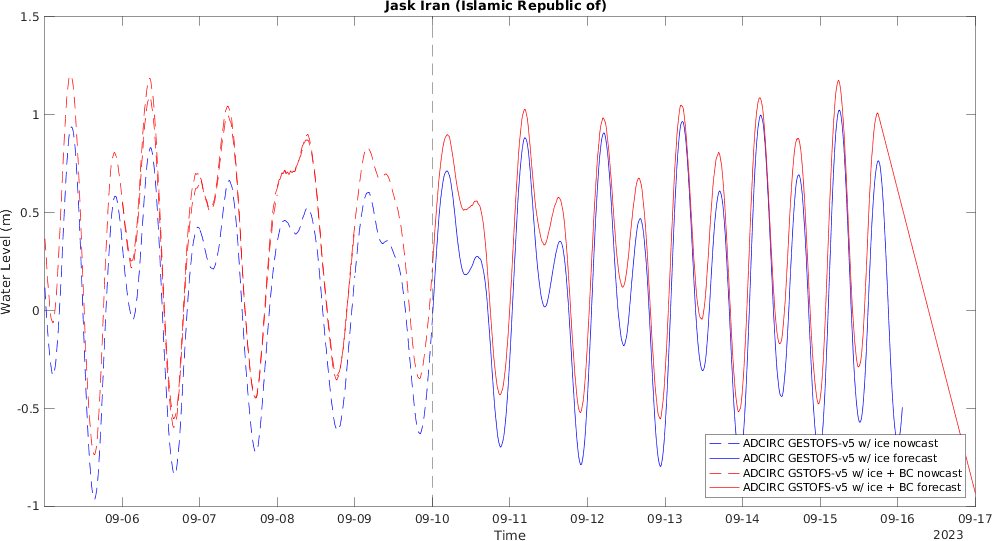 Jask Iran (Islamic Republic of)
Water Level (m)
1.5
1
0.5
0
-0.5
-1
ADCIRC GESTOFS-v5 w/ ice nowcast
ADCIRC GESTOFS-v5 w/ ice forecast
ADCIRC GSTOFS-v5 w/ ice + BC nowcast
ADCIRC GSTOFS-v5 w/ ice + BC forecast
09-06 09-07 09-08 09-09 09-10 09-11 09-12 09-13 09-14 09-15 09-16 09-17
Time
2023